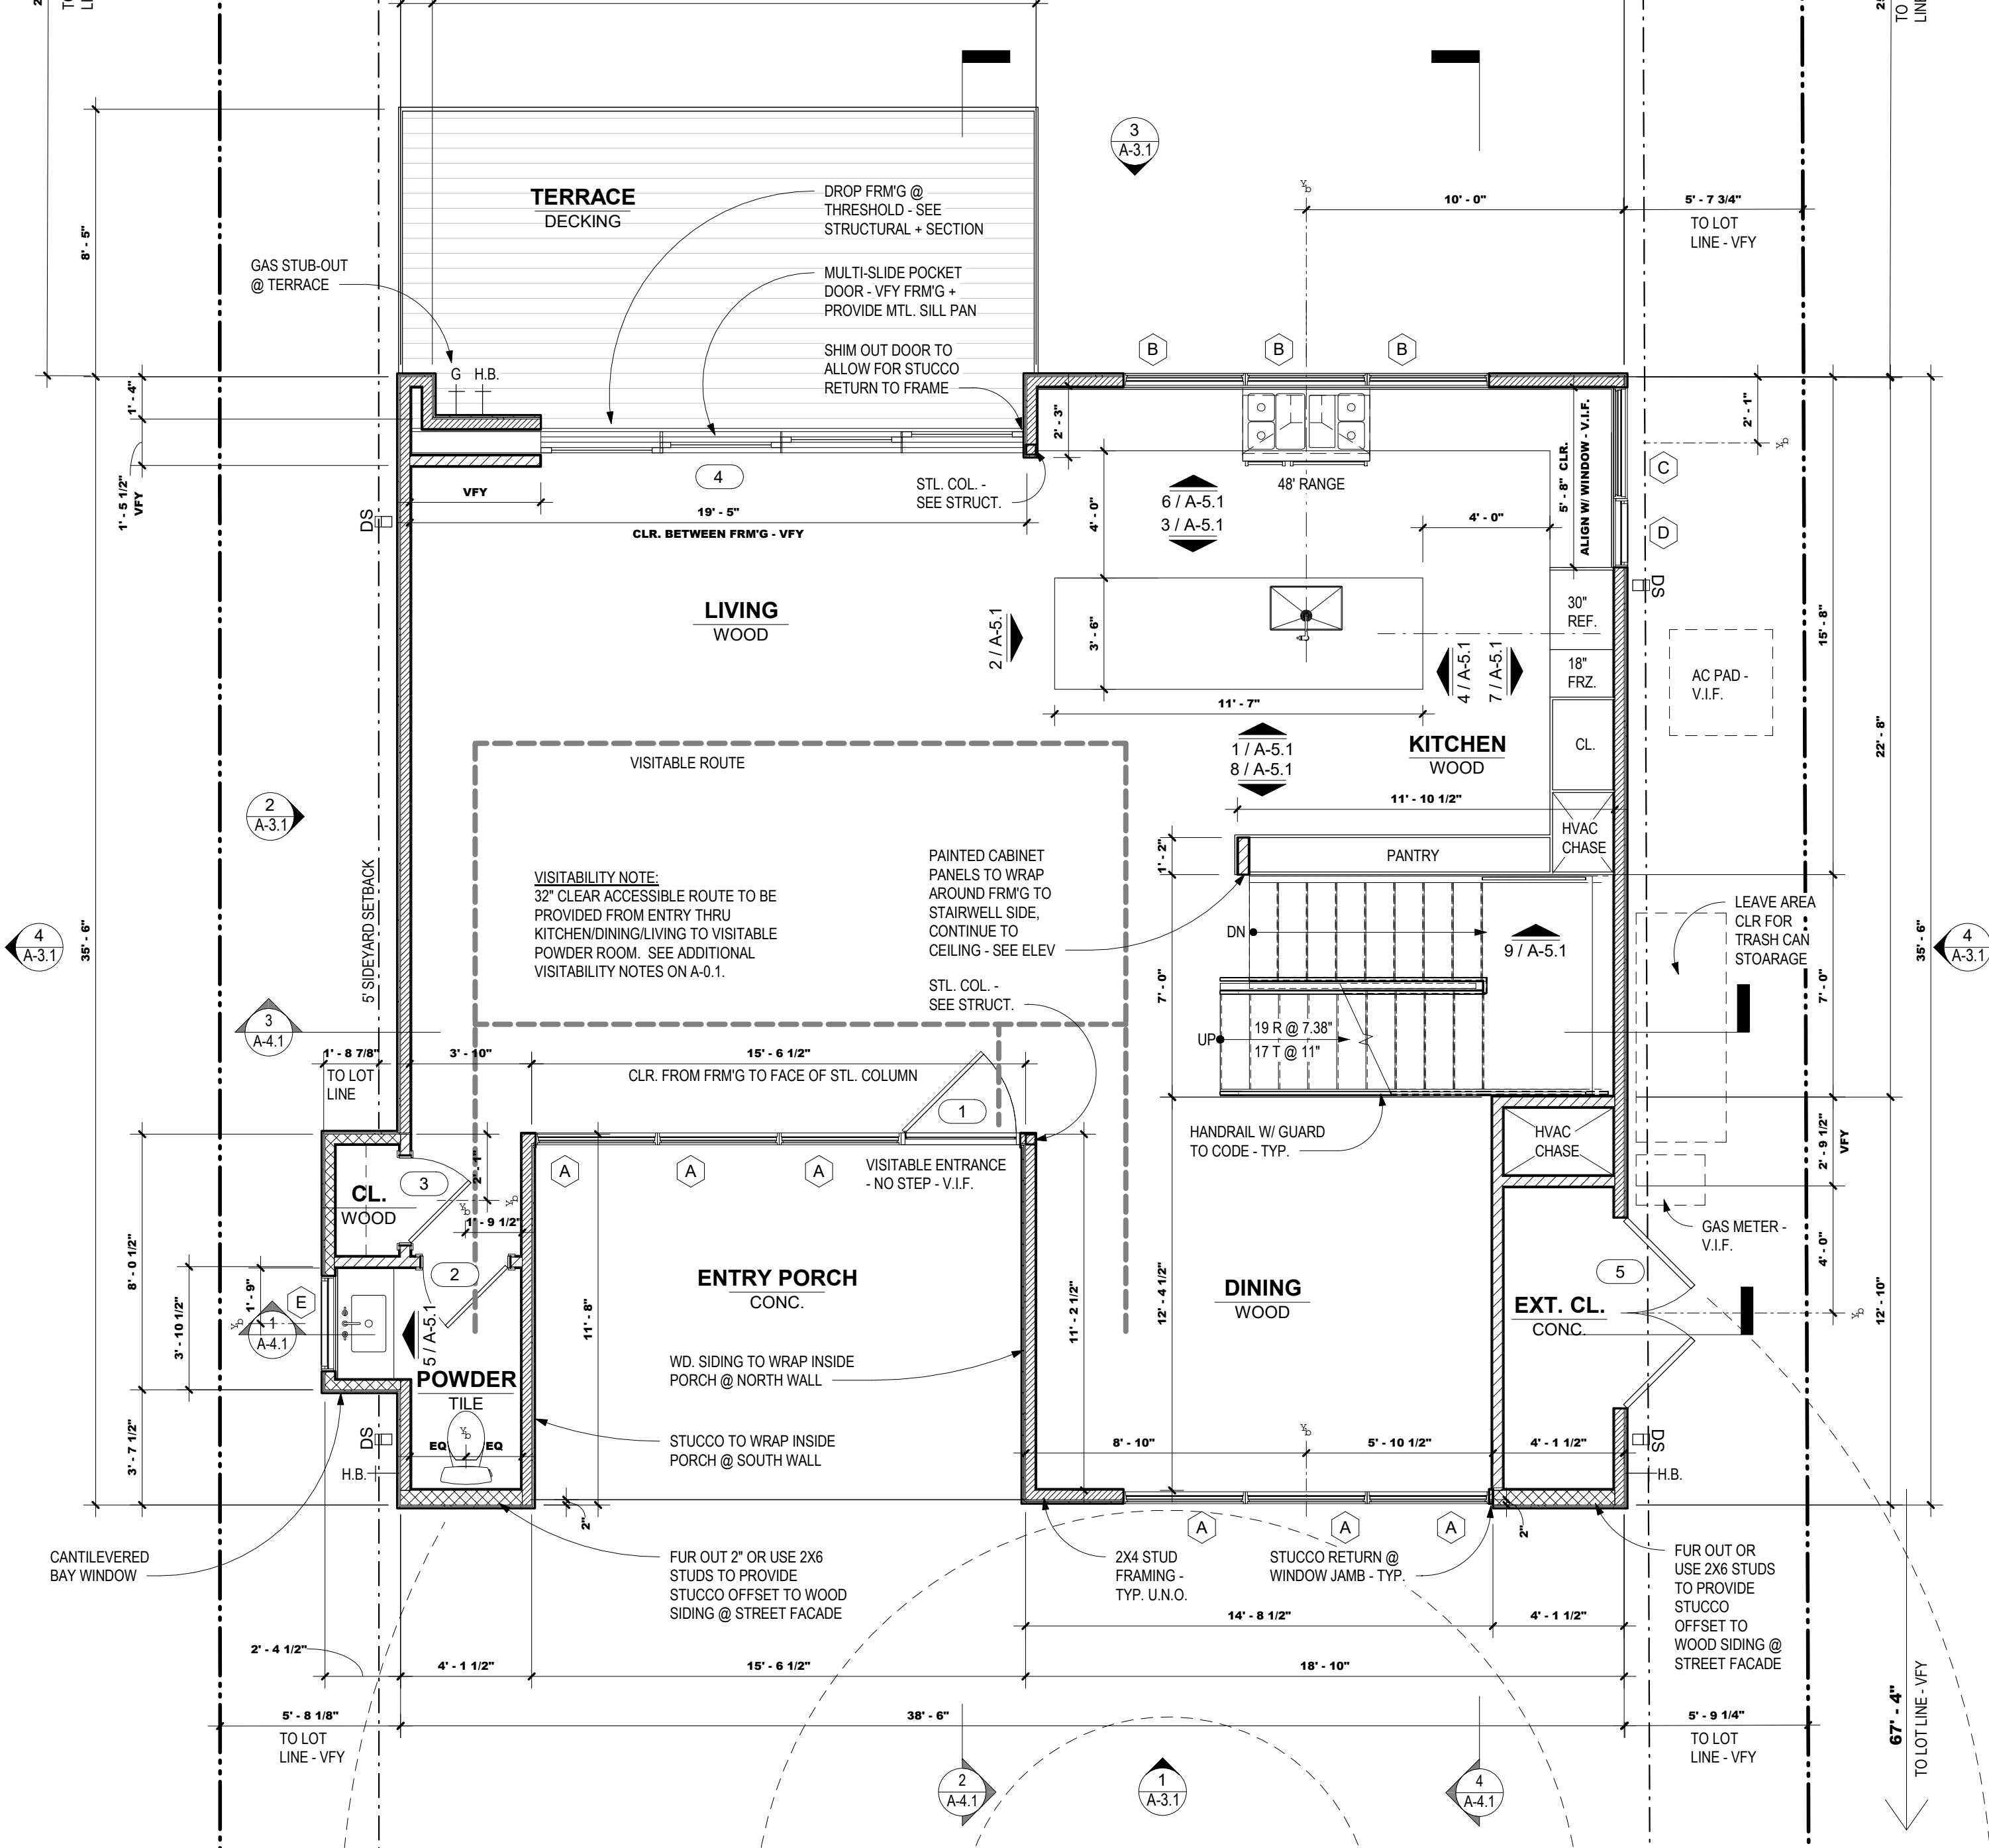 TERRACE
DECKING
DROP FRM'G @
THRESHOLD - SEE
STRUCTURAL + SECTION
MULTI-SLIDE POCKET
DOOR - VFY FRM'G +
PROVIDE MTL. SILL PAN
SHIM OUT DOOR TO
ALLOW FOR STUCCO
RETURN TO FRAME
GAS STUB-OUT
@ TERRACE
G H.B.
3
A-3.1
10' - 0"
5' - 7 3/4"
TO LOT
LINE - VFY
8' - 5"
1' - 4"
1' - 5 1/2"
VFY
B
B
B
2' - 3"
2' - 1"
5' - 8" CLR.
ALIGN W/ WINDOW - V.I.F.
C
D
DS
VFY
4
19' - 5"
CLR. BETWEEN FRM'G - VFY
STL. COL. -
SEE STRUCT.
48' RANGE
6 / A-5.1
3 / A-5.1
4' - 0"
4' - 0"
DS
LIVING
WOOD
2 / A-5.1
3' - 6"
11' - 7"
4 / A-5.1
7 / A-5.1
30"
REF.
18"
FRZ.
CL.
AC PAD -
V.I.F.
15' - 8"
22' - 8"
VISITABLE ROUTE
1 / A-5.1
8 / A-5.1
KITCHEN
WOOD
11' - 10 1/2"
HVAC
CHASE
PANTRY
1' - 2"
2
A-3.1
5' SIDEYARD SETBACK
VISITABILITY NOTE:
32" CLEAR ACCESSIBLE ROUTE TO BE
PROVIDED FROM ENTRY THRU
KITCHEN/DINING/LIVING TO VISITABLE
POWDER ROOM. SEE ADDITIONAL
VISITABILITY NOTES ON A-0.1.
PAINTED CABINET
PANELS TO WRAP
AROUND FRM'G TO
STAIRWELL SIDE,
CONTINUE TO
CEILING - SEE ELEV
STL. COL. -
SEE STRUCT.
DN
9 / A-5.1
LEAVE AREA
CLR FOR
TRASH CAN
STOARAGE
4
A-3.1
35' - 6"
35' - 6"
4
A-3.1
7' - 0"
7' - 0"
UP
19 R @ 7.38"
17 T @ 11"
3
A-4.1
1' - 8 7/8"
TO LOT
LINE
3' - 10"
15' - 6 1/2"
CLR. FROM FRM'G TO FACE OF STL. COLUMN
1
HANDRAIL W/ GUARD
TO CODE - TYP.
HVAC
CHASE
2' - 9 1/2"
VFY
A
A
A
VISITABLE ENTRANCE
- NO STEP - V.I.F.
2' - 1"
3
CL.
WOOD
1' - 9 1/2"
GAS METER -
V.I.F.
4' - 0"
8' - 0 1/2"
3' - 10 1/2"
1' - 9"
E
2
1
A-4.1
5 / A-5.1
POWDER
TILE
ENTRY PORCH
CONC.
11' - 8"
11' - 2 1/2"
12' - 4 1/2"
DINING
WOOD
5
EXT. CL.
CONC.
12' - 10"
WD. SIDING TO WRAP INSIDE
PORCH @ NORTH WALL
STUCCO TO WRAP INSIDE
PORCH @ SOUTH WALL
3' - 7 1/2"
DS
H.B.
EQ
EQ
8' - 10"
5' - 10 1/2"
4' - 1 1/2"
DS
H.B.
2"
2"
A
A
A
CANTILEVERED
BAY WINDOW
FUR OUT 2" OR USE 2X6
STUDS TO PROVIDE
STUCCO OFFSET TO WOOD
SIDING @ STREET FACADE
2X4 STUD
FRAMING -
TYP. U.N.O.
STUCCO RETURN @
WINDOW JAMB - TYP.
FUR OUT OR
USE 2X6 STUDS
TO PROVIDE
STUCCO
OFFSET TO
WOOD SIDING @
STREET FACADE
14' - 8 1/2"
4' - 1 1/2"
2' - 4 1/2"
4' - 1 1/2"
15' - 6 1/2"
18' - 10"
5' - 8 1/8"
TO LOT
LINE - VFY
38' - 6"
5' - 9 1/4"
TO LOT
LINE - VFY
67' - 4"
TO LOT LINE - VFY
2
A-4.1
1
A-3.1
4
A-4.1